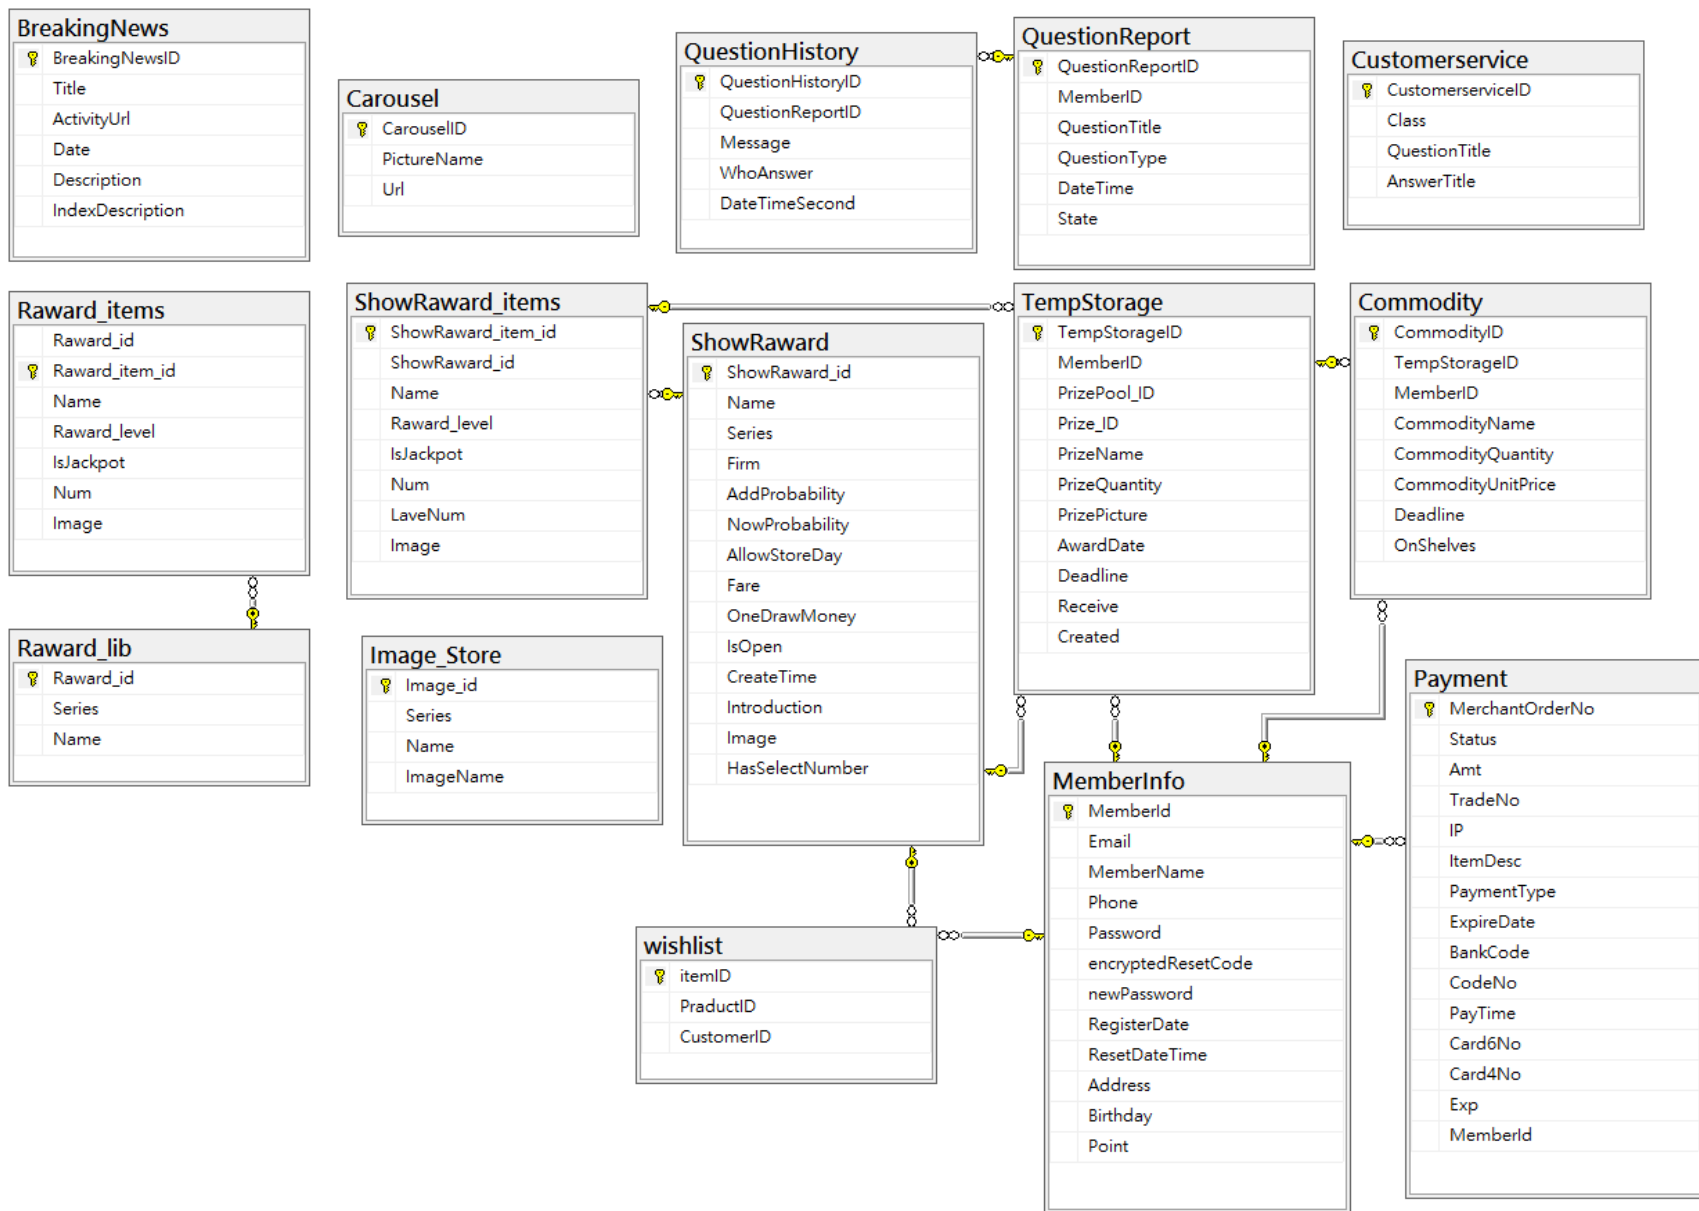 BreakingNews
BreakingNewsID
Title
ActivityUrl
Date
Description
IndexDescription
Carousel
CarouselID
PictureName
Url
QuestionHistory
QuestionHistoryID
QuestionReportID
Message
WhoAnswer
DateTimeSecond
QuestionReport
QuestionReportID
MemberID
QuestionTitle
QuestionType
DateTime
State
Customerservice
CustomerserviceID
Class
QuestionTitle
AnswerTitle
Raward_items
Raward_id
Raward_item_id
Name
Raward_level
IsJackpot
Num
Image
ShowRaward_items
ShowRaward_item_id
ShowRaward_id
Name
Raward_level
IsJackpot
Num
LaveNum
Image
ShowRaward
ShowRaward_id
Name
Series
Firm
AddProbability
NowProbability
AllowStoreDay
Fare
OneDrawMoney
IsOpen
CreateTime
Introduction
Image
HasSelectNumber
TempStorage
TempStorageID
MemberID
PrizePool_ID
Prize_ID
PrizeName
PrizeQuantity
PrizePicture
AwardDate
Deadline
Receive
Created
Commodity
CommodityID
TempStorageID
MemberID
CommodityName
CommodityQuantity
CommodityUnitPrice
Deadline
OnShelves
Raward_lib
Raward_id
Series
Name
Image_Store
Image_id
Series
Name
ImageName
wishlist
itemID
PraductID
CustomerID
MemberInfo
MemberId
Email
MemberName
Phone
Password
encryptedResetCode
newPassword
RegisterDate
ResetDateTime
Address
Birthday
Point
Payment
MerchantOrderNo
Status
Amt
TradeNo
IP
ItemDesc
PaymentType
ExpireDate
BankCode
CodeNo
PayTime
Card6No
Card4No
Exp
MemberId